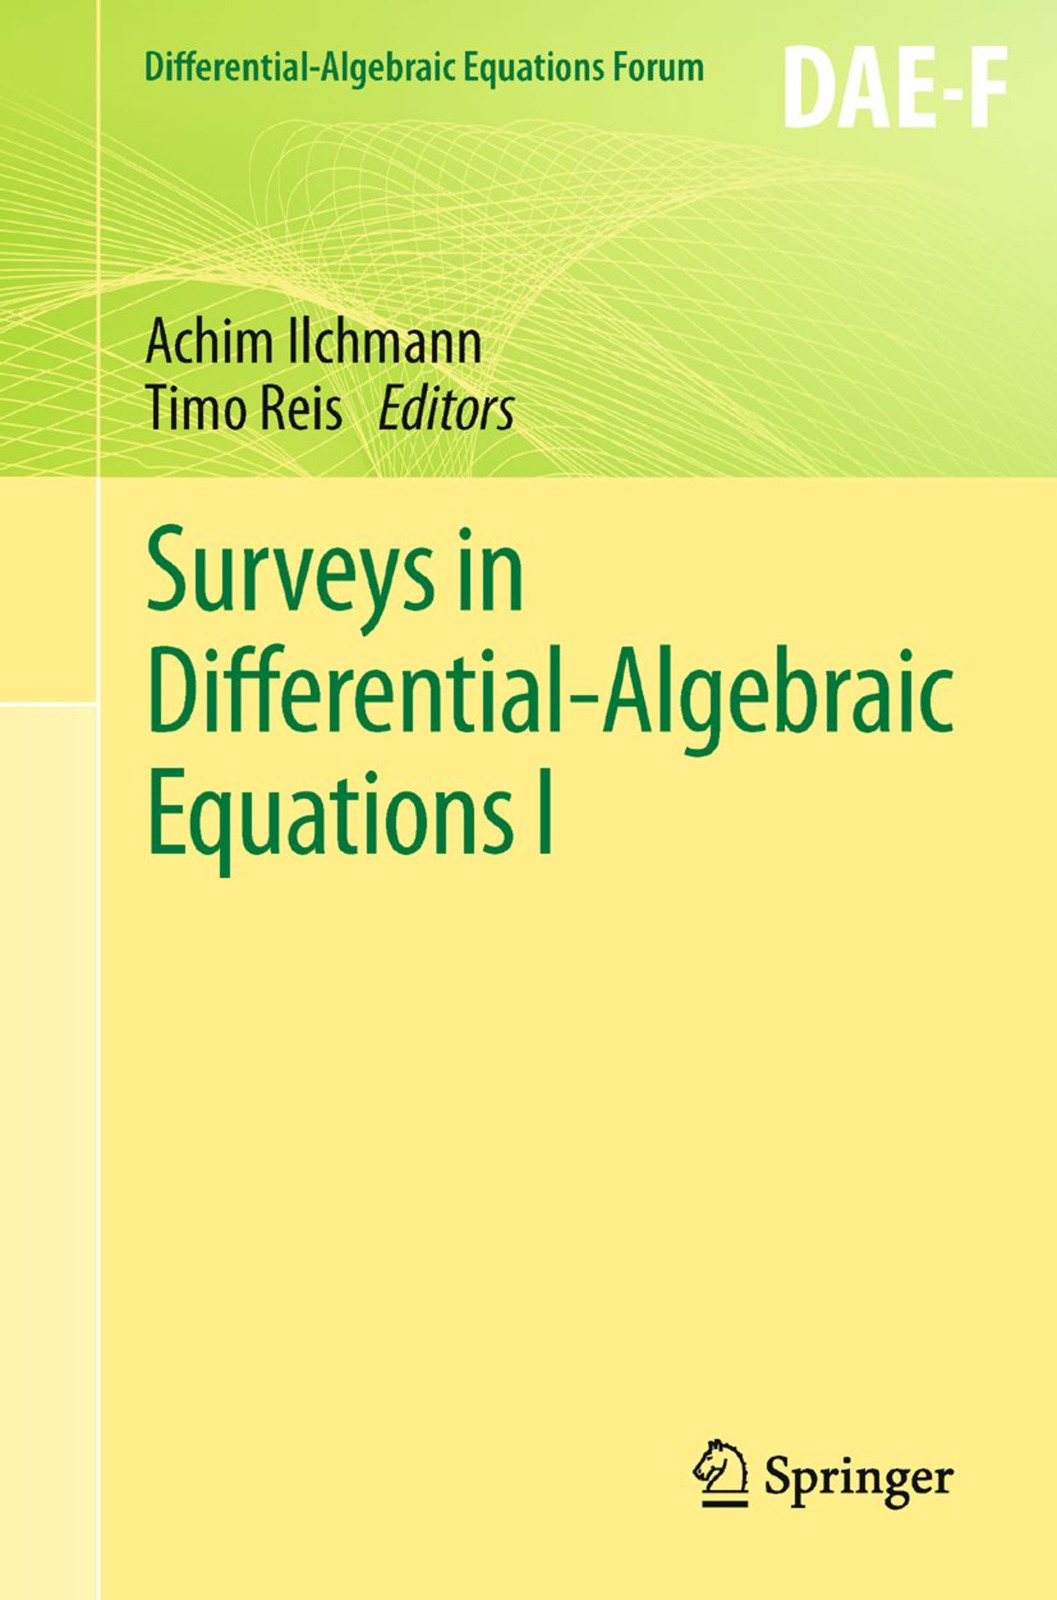 Differential-Algebraic Equations Forum
DAE-F
Achim Ilchmann
Timo Reis Editors
Surveys in
Differential-Algebraic
Equations I
Springer